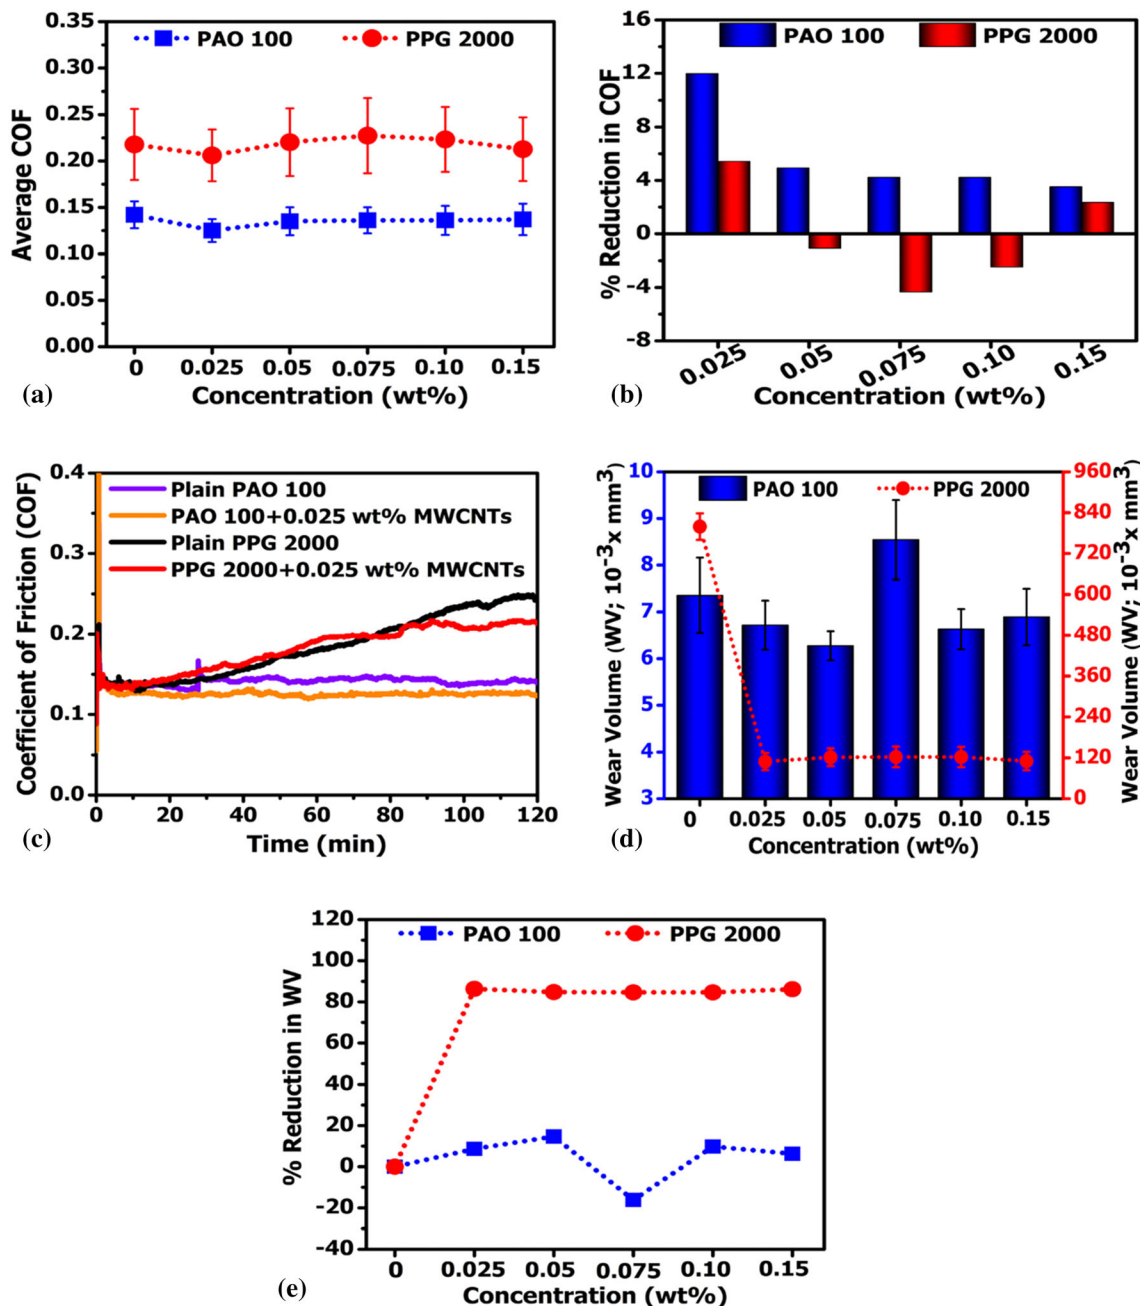 PAO 100
PPG 2000
0.35
0.30
0.25
0.20
0.15
0.10
0.05
0.00
Average COF
0 0.025 0.05 0.075 0.10 0.15
Concentration (wt%)
(a)
PAO 100
PPG 2000
16
12
8
4
0
-4
-8
% Reduction in COF
0.025 0.05 0.075 0.10 0.15
Concentration (wt%)
(b)
0.4
0.3
0.2
0.1
0.0
Coefficient of Friction (COF)
Plain PAO 100
PAO 100+0.025 wt% MWCNTs
Plain PPG 2000
PPG 2000+0.025 wt% MWCNTs
0 20 40 60 80 100 120
Time (min)
(c)
10
9
8
7
6
5
4
3
Wear Volume (WV; 10⁻³x mm³)
PAO 100
PPG 2000
960
840
720
600
480
360
240
120
0
Wear Volume (WV; 10⁻³x mm³)
0 0.025 0.05 0.075 0.10 0.15
Concentration (wt%)
(d)
120
100
80
60
40
20
0
-20
-40
% Reduction in WV
PAO 100
PPG 2000
0 0.025 0.05 0.075 0.10 0.15
Concentration (wt%)
(e)